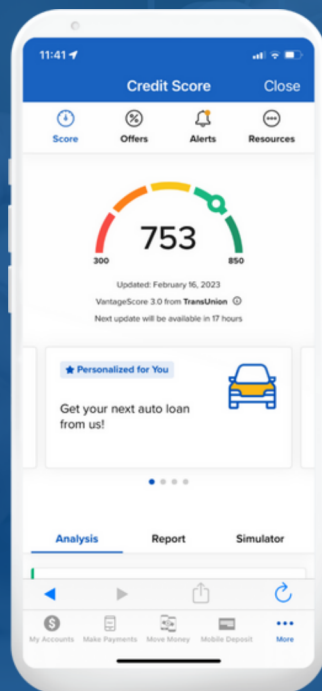 11:41
Credit Score
Close
Score
Offers
Alerts
Resources
753
300
850
Updated: February 16, 2023
VantageScore 3.0 from TransUnion
Next update will be available in 17 hours
Personalized for You
Get your next auto loan
from us!
Analysis
Report
Simulator
My Accounts
Make Payments
Move Money
Mobile Deposit
More